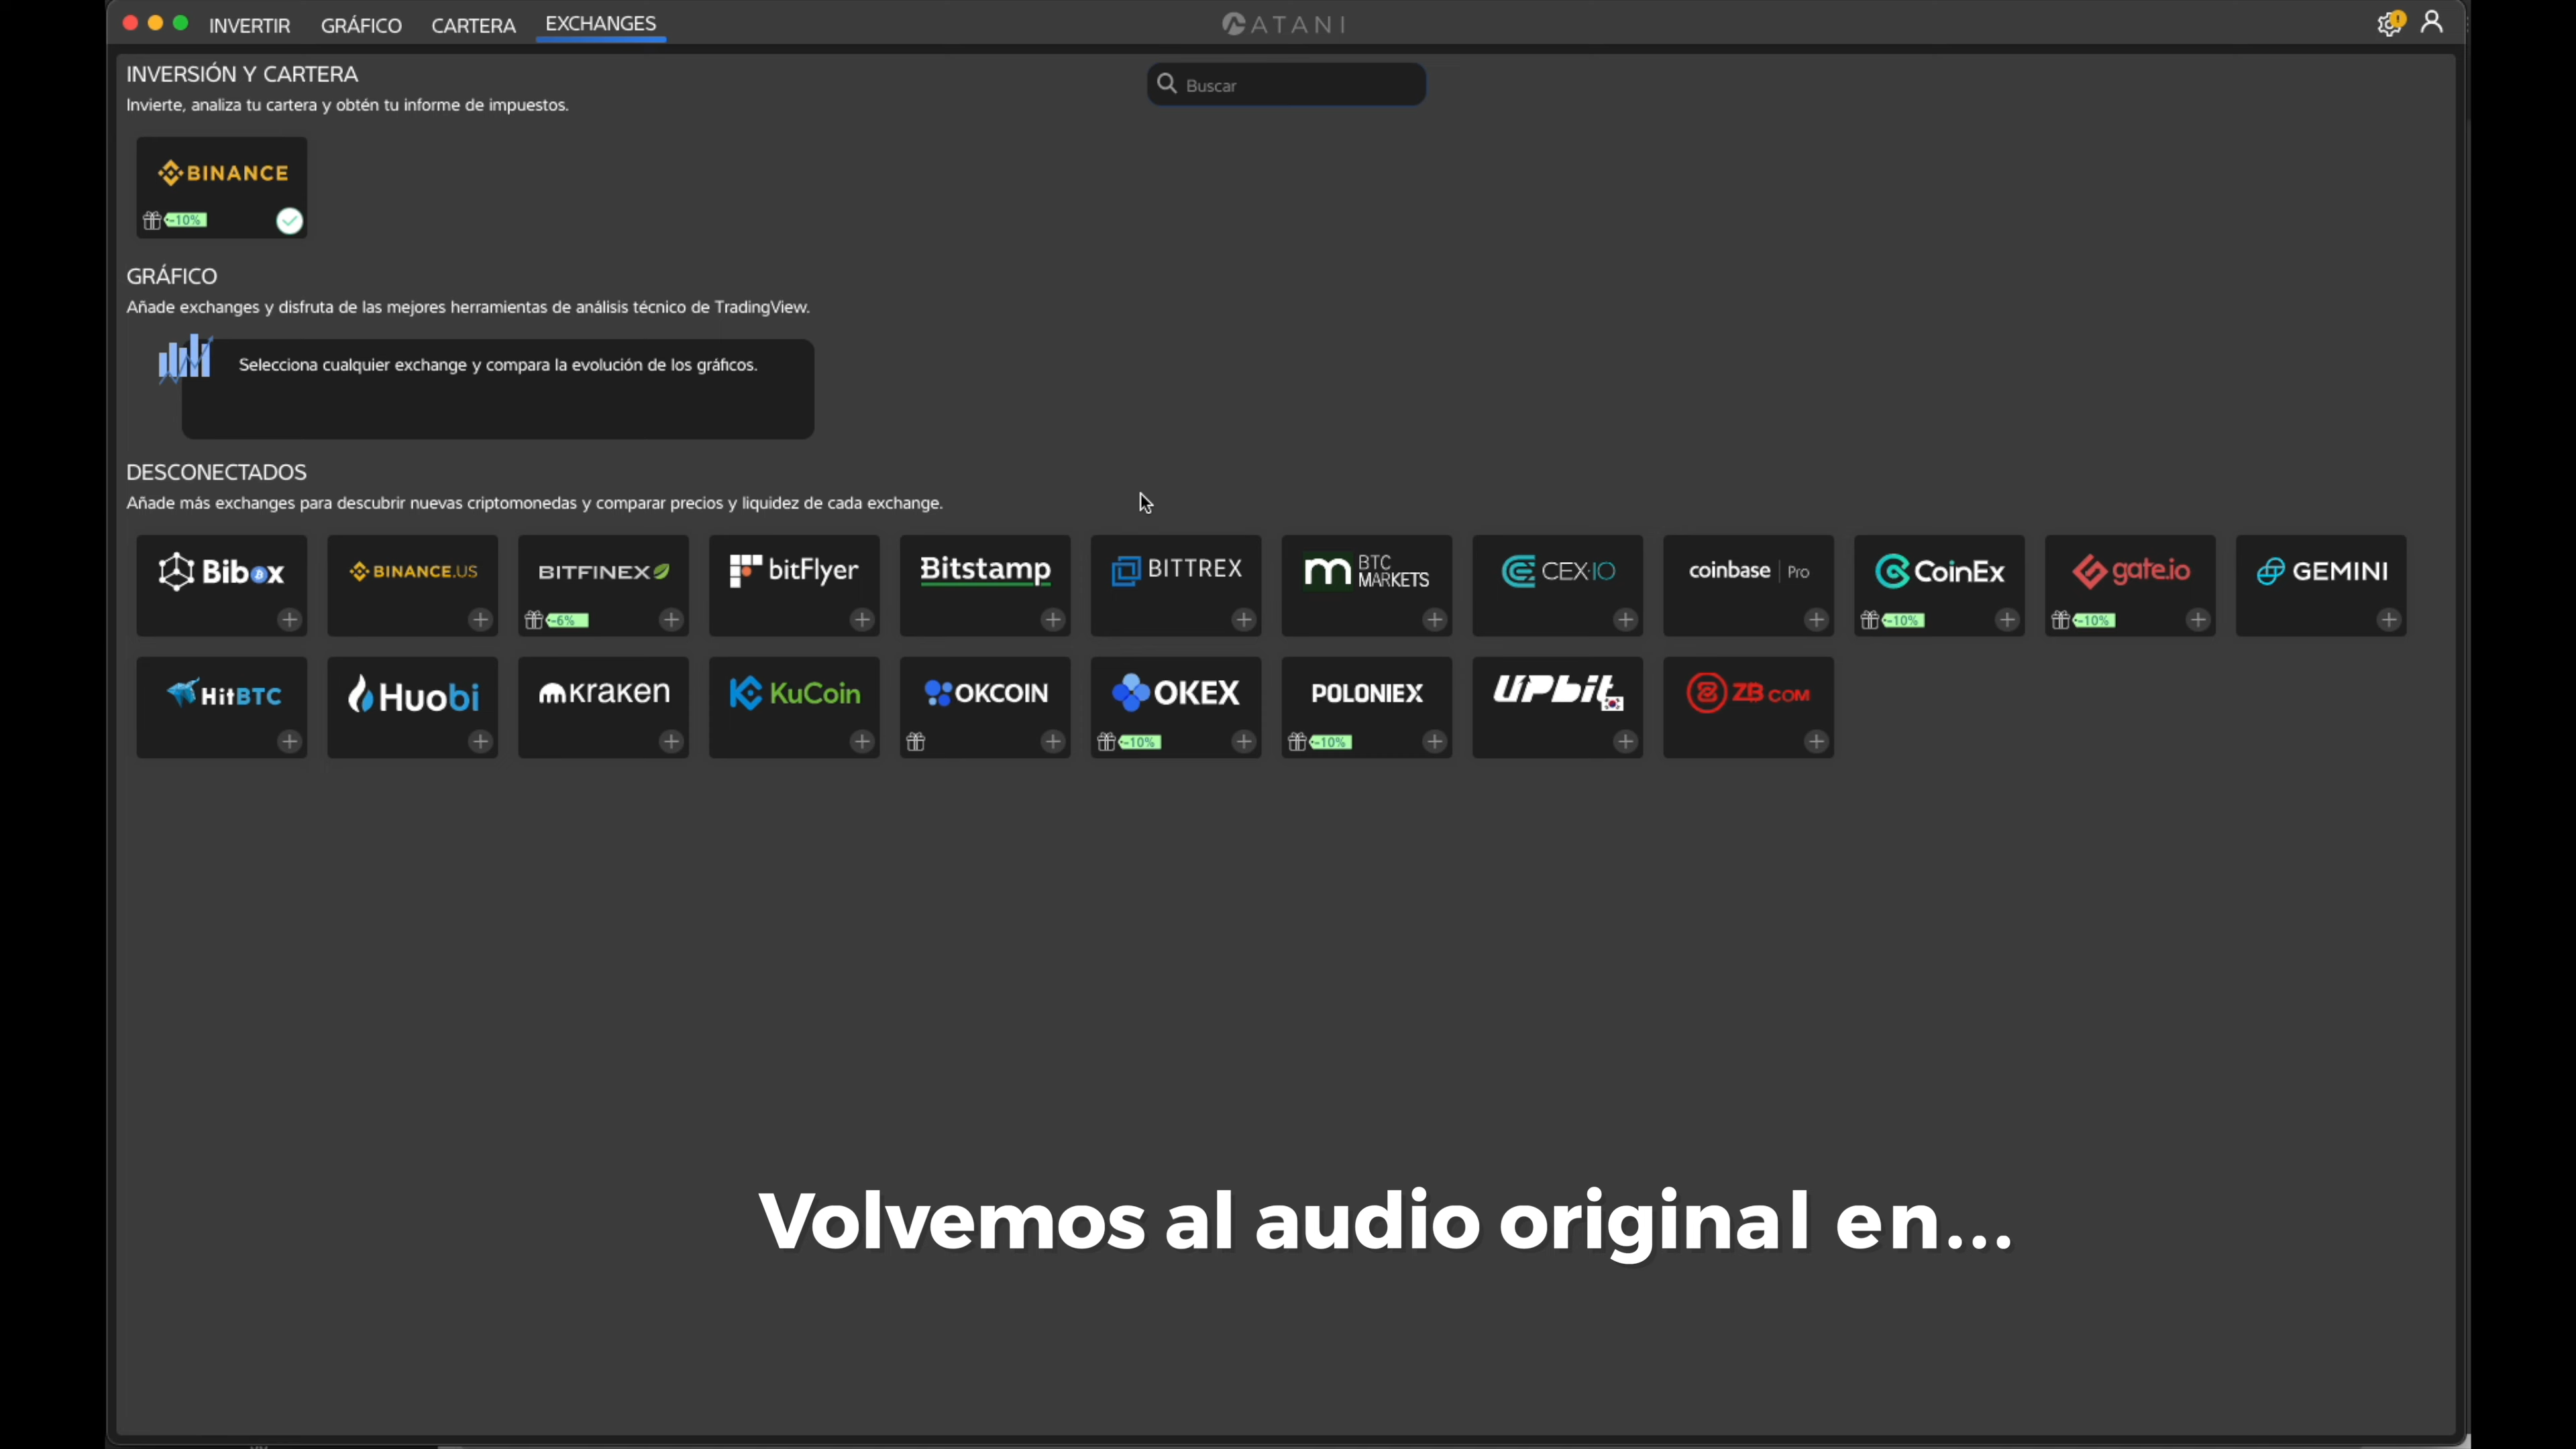 INVERTIR GRÁFICO CARTERA EXCHANGES ATANI
INVERSIÓN Y CARTERA
Buscar
Invierte, analiza tu cartera y obtén tu informe de impuestos.
BINANCE
-10%
GRÁFICO
Añade exchanges y disfruta de las mejores herramientas de análisis técnico de TradingView.
Selecciona cualquier exchange y compara la evolución de los gráficos.
DESCONECTADOS
Añade más exchanges para descubrir nuevas criptomonedas y comparar precios y liquidez de cada exchange.
Bibox BINANCE.US BITFINEX bitFlyer Bitstamp BITTREX BTC MARKETS CEX.IO coinbase | Pro CoinEx gate.io GEMINI
-6% -10% -10%
HitBTC Huobi kraken KuCoin OKCOIN OKEX POLONIEX UPbit ZB COM
-10% -10%
Volvemos al audio original en...